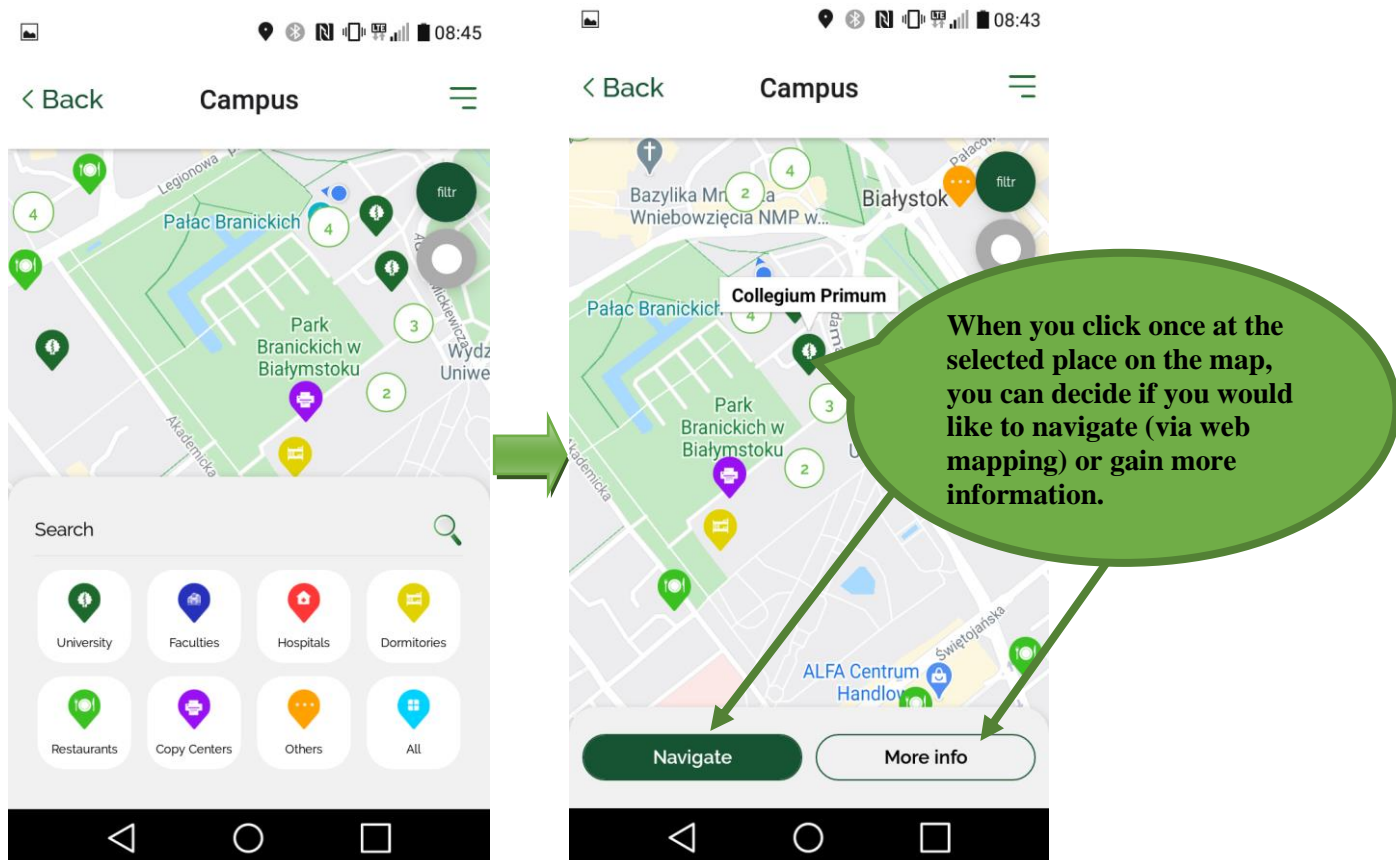 08:45
< Back
Campus
filtr
Legionowa
4
Pałac Branickich
4
3
Park
Branickich w
Białymstoku
Mickiewicza
Wydz
Uniwe
2
Akademicka
Search
University
Faculties
Hospitals
Dormitories
Restaurants
Copy Centers
Others
All
08:43
< Back
Campus
4
2
Bazylika Mn
Wniebowzięcia NMP w...
Białystok
filtr
Collegium Primum
Pałac Branickich
4
3
Park
Branickich w
Białymstoku
2
Świętojańska
ALFA Centrum
Handlow
Navigate
More info
When you click once at the
selected place on the map,
you can decide if you would
like to navigate (via web
mapping) or gain more
information.